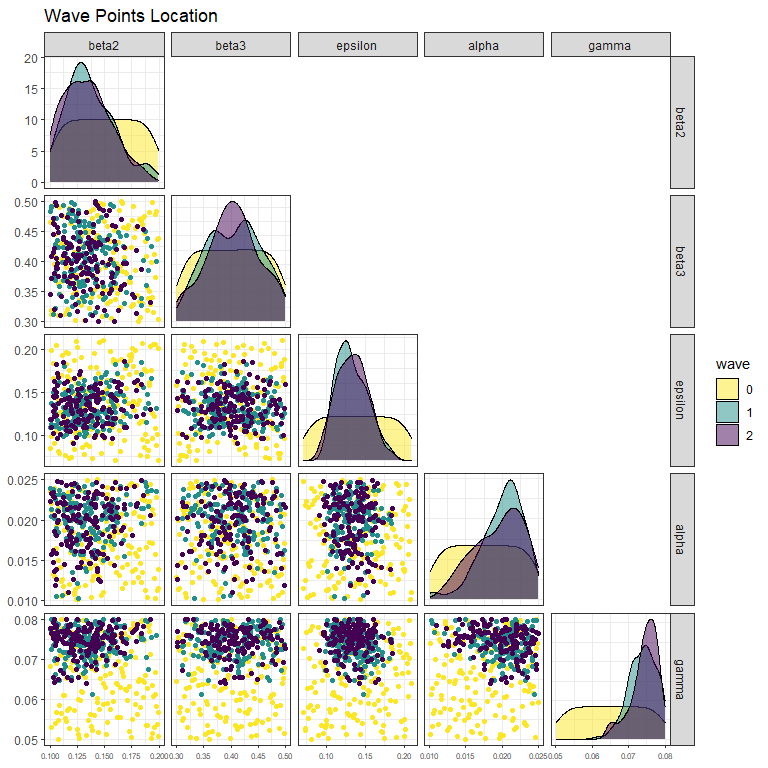 Wave Points Location
beta2 beta3 epsilon alpha gamma
20
15
10
5
0
beta2
0.50
0.45
0.40
0.35
0.30
beta3
0.20
0.15
0.10
epsilon
wave
0
1
2
0.025
0.020
0.015
0.010
alpha
0.08
0.07
0.06
0.05
gamma
0.100 0.125 0.150 0.175 0.200 0.30 0.35 0.40 0.45 0.50 0.10 0.15 0.20 0.010 0.015 0.020 0.025 0.05 0.06 0.07 0.08